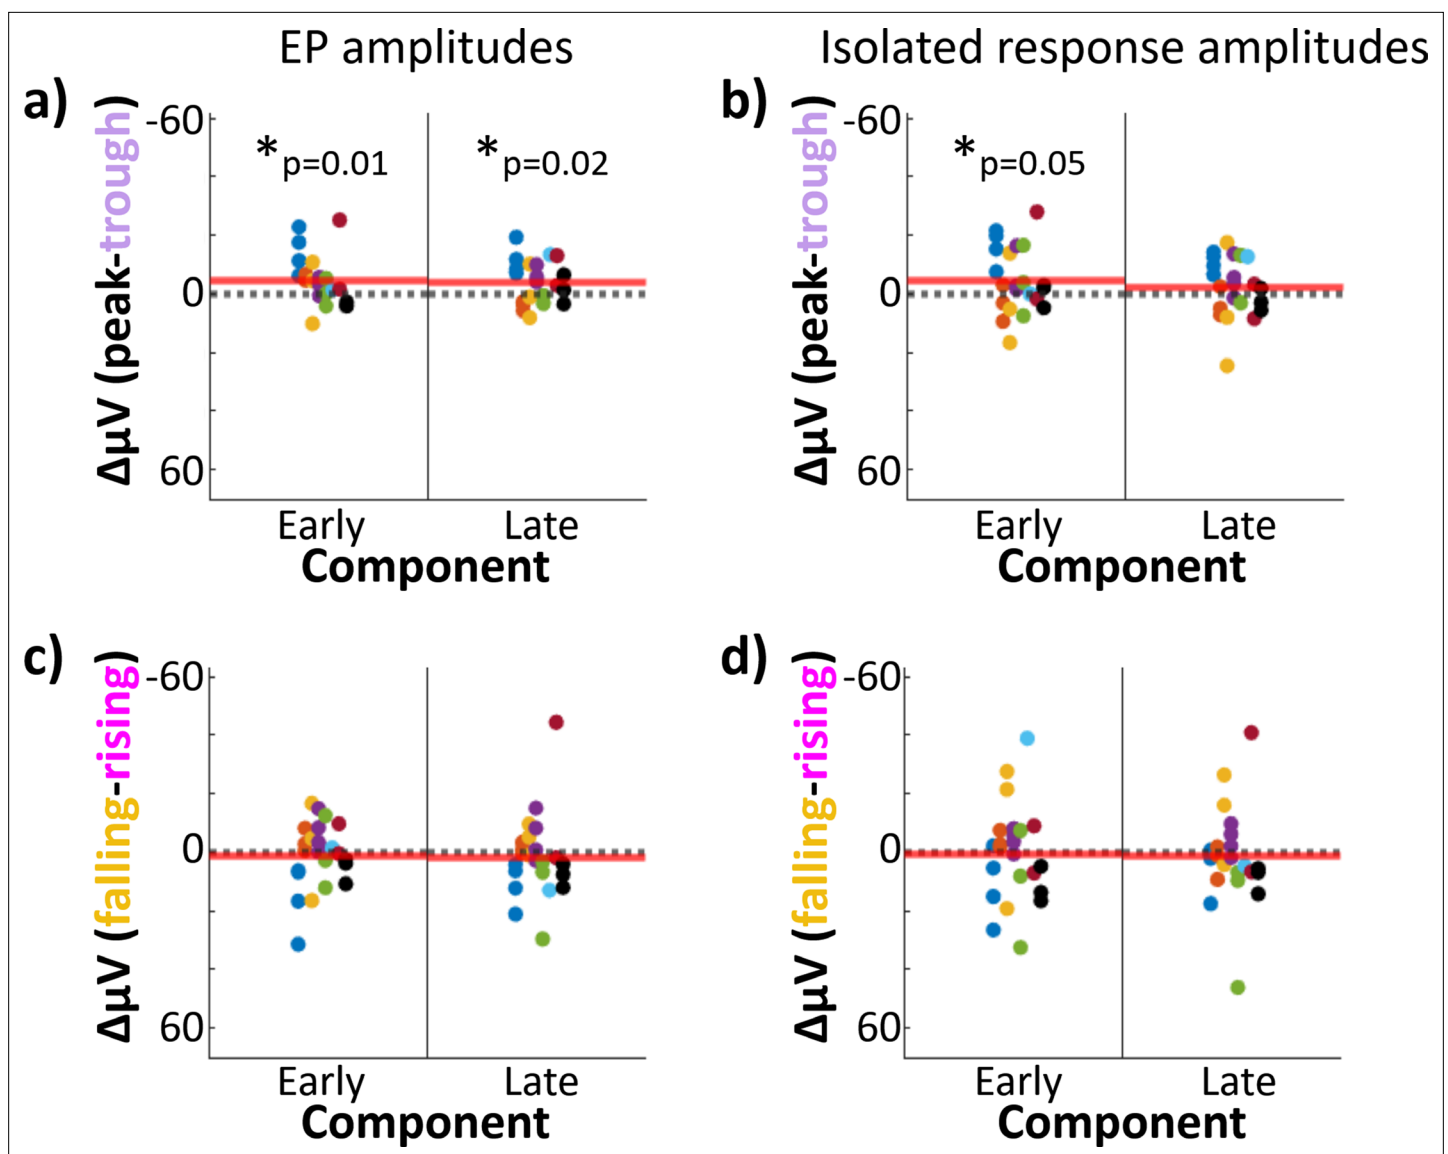 EP amplitudes
Isolated response amplitudes
a)
ΔµV (peak-trough)
-60
0
60
* p=0.01
* p=0.02
Early
Late
Component
b)
ΔµV (peak-trough)
-60
0
60
* p=0.05
Early
Late
Component
c)
ΔµV (falling-rising)
-60
0
60
Early
Late
Component
d)
ΔµV (falling-rising)
-60
0
60
Early
Late
Component